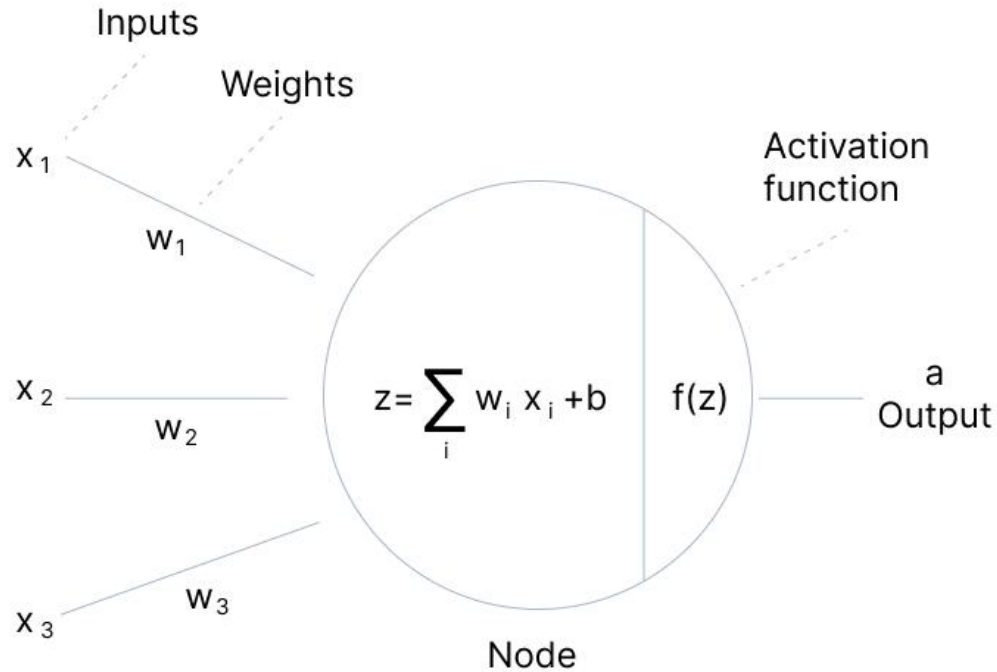 Inputs
Weights
Activation
function
x₁
w₁
x₂
w₂
z=∑ᵢ wᵢ xᵢ +b
f(z)
a
Output
x₃
w₃
Node